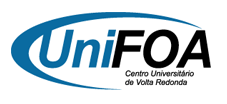 UniFOA
Centro Universitário
de Volta Redonda